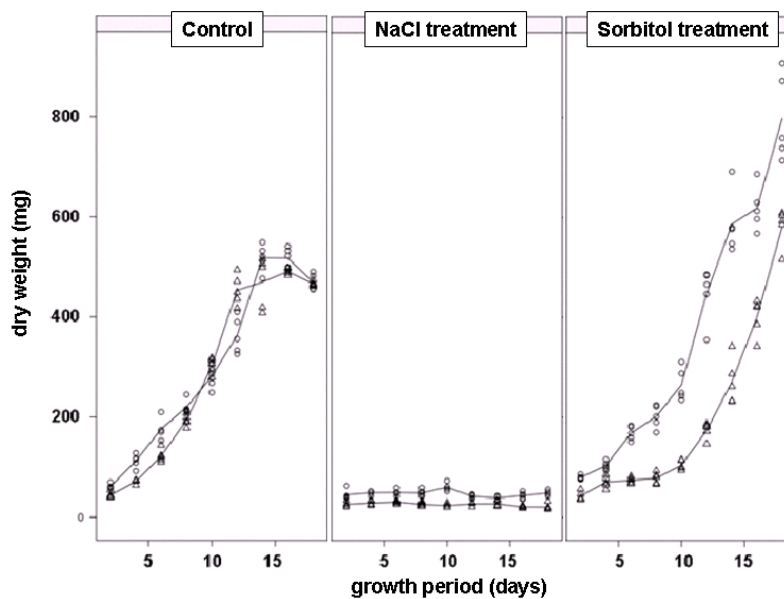 Control NaCl treatment Sorbitol treatment
800
600
400
200
0
dry weight (mg)
5 10 15 5 10 15 5 10 15
growth period (days)